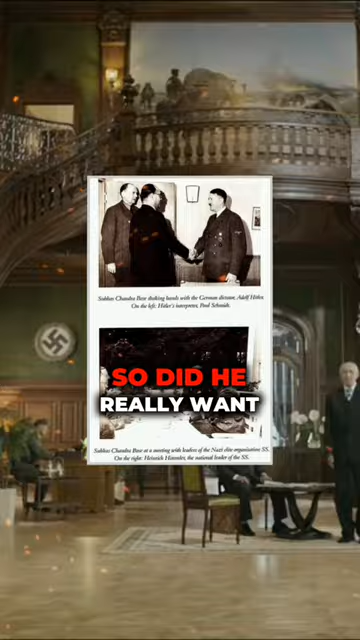 Subhas Chandra Bose shaking hands with the German dictator, Adolf Hitler.
On the left: Hitler's interpreter, Paul Schmidt.
SO DID HE
REALLY WANT
Subhas Chandra Bose at a meeting with leaders of the Nazi elite organisation SS.
On the right: Heinrich Himmler, the national leader of the SS.